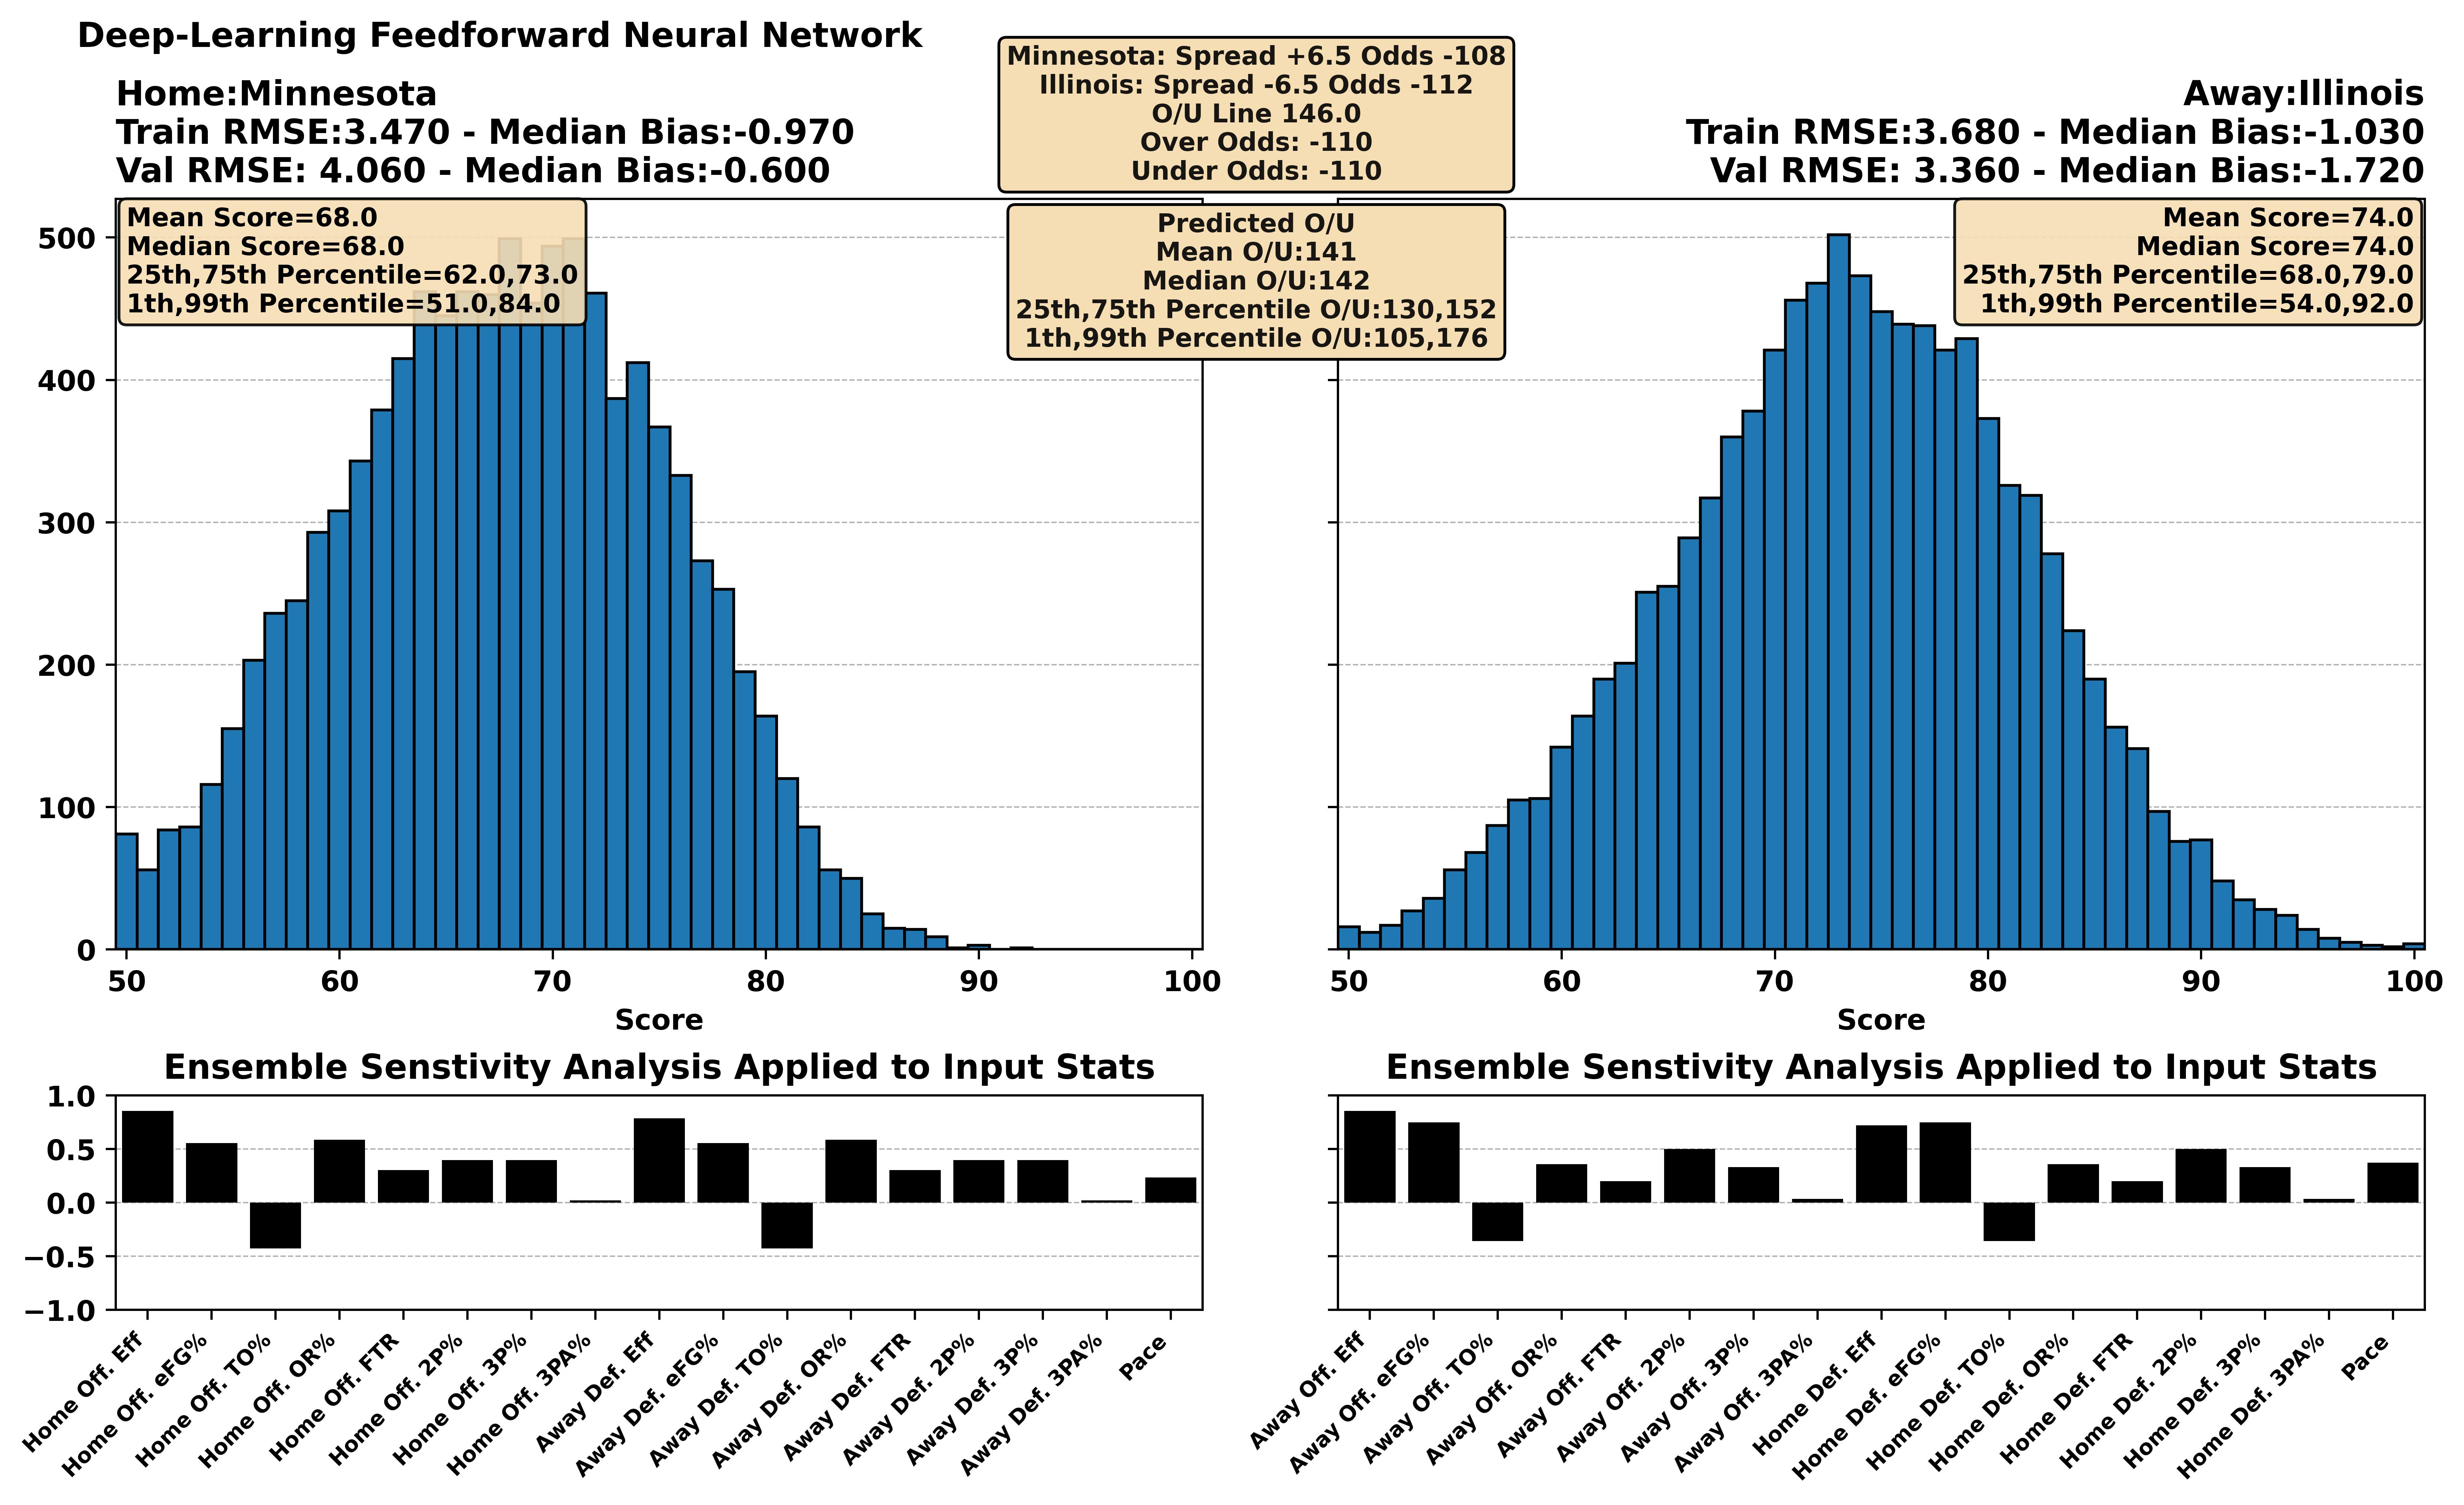 Deep-Learning Feedforward Neural Network
Home:Minnesota
Train RMSE:3.470 - Median Bias:-0.970
Val RMSE: 4.060 - Median Bias:-0.600
Minnesota: Spread +6.5 Odds -108
Illinois: Spread -6.5 Odds -112
O/U Line 146.0
Over Odds: -110
Under Odds: -110
Away:Illinois
Train RMSE:3.680 - Median Bias:-1.030
Val RMSE: 3.360 - Median Bias:-1.720
Mean Score=68.0
Median Score=68.0
25th,75th Percentile=62.0,73.0
1th,99th Percentile=51.0,84.0
Predicted O/U
Mean O/U:141
Median O/U:142
25th,75th Percentile O/U:130,152
1th,99th Percentile O/U:105,176
Mean Score=74.0
Median Score=74.0
25th,75th Percentile=68.0,79.0
1th,99th Percentile=54.0,92.0
500
400
300
200
100
0
50 60 70 80 90 100
Score
50 60 70 80 90 100
Score
Ensemble Senstivity Analysis Applied to Input Stats
1.0
0.5
0.0
−0.5
−1.0
Home Off. Eff
Home Off. eFG%
Home Off. TO%
Home Off. OR%
Home Off. FTR
Home Off. 2P%
Home Off. 3P%
Home Off. 3PA%
Away Def. Eff
Away Def. eFG%
Away Def. TO%
Away Def. OR%
Away Def. FTR
Away Def. 2P%
Away Def. 3P%
Away Def. 3PA%
Pace
Ensemble Senstivity Analysis Applied to Input Stats
Away Off. Eff
Away Off. eFG%
Away Off. TO%
Away Off. OR%
Away Off. FTR
Away Off. 2P%
Away Off. 3P%
Away Off. 3PA%
Home Def. Eff
Home Def. eFG%
Home Def. TO%
Home Def. OR%
Home Def. FTR
Home Def. 2P%
Home Def. 3P%
Home Def. 3PA%
Pace